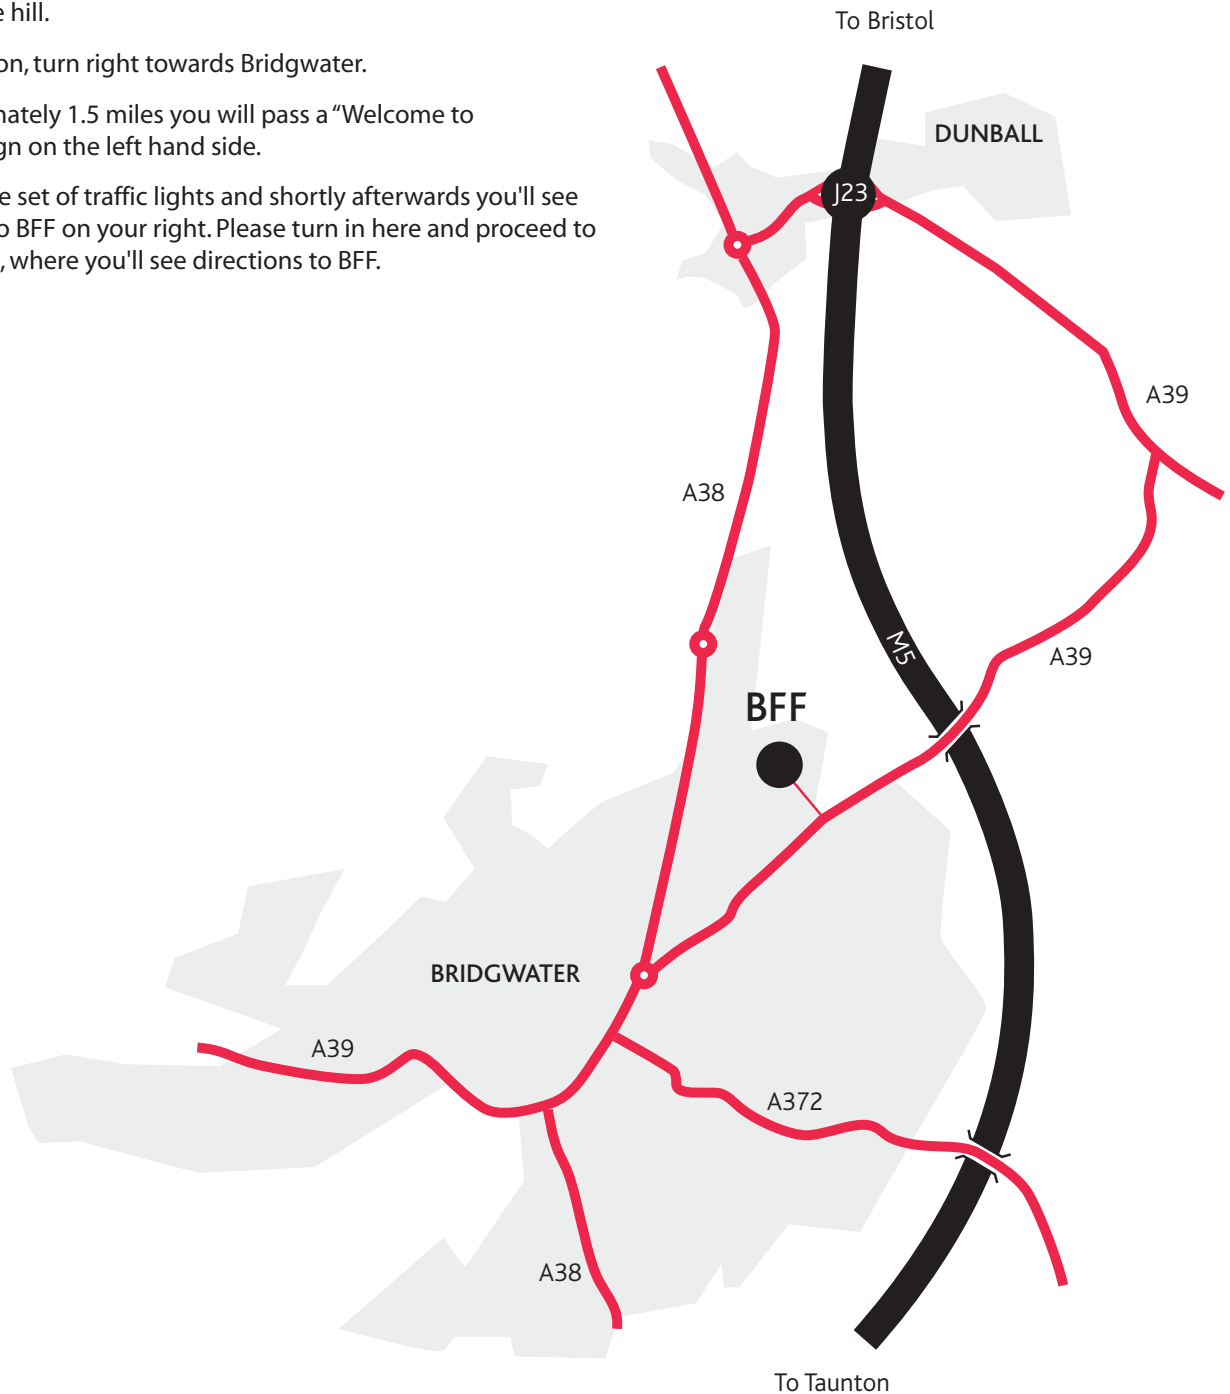 e hill.
on, turn right towards Bridgwater.
nately 1.5 miles you will pass a “Welcome to
gn on the left hand side.
e set of traffic lights and shortly afterwards you'll see
o BFF on your right. Please turn in here and proceed to
, where you'll see directions to BFF.
To Bristol
DUNBALL
J23
A39
A38
M5
A39
BFF
BRIDGWATER
A39
A372
A38
To Taunton